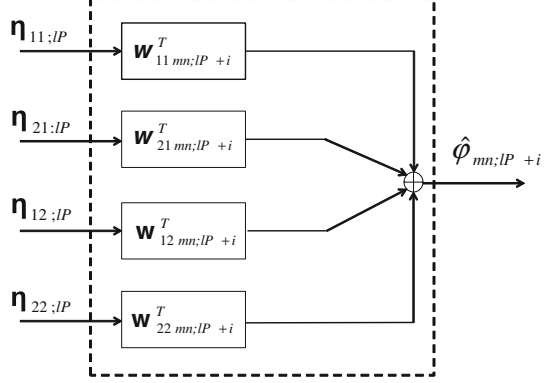 η 11;lP
w T 11 mn;lP + i
η 21:lP
w T 21 mn;lP + i
φ̂ mn;lP + i
η 12;lP
w T 12 mn;lP + i
η 22;lP
w T 22 mn;lP + i